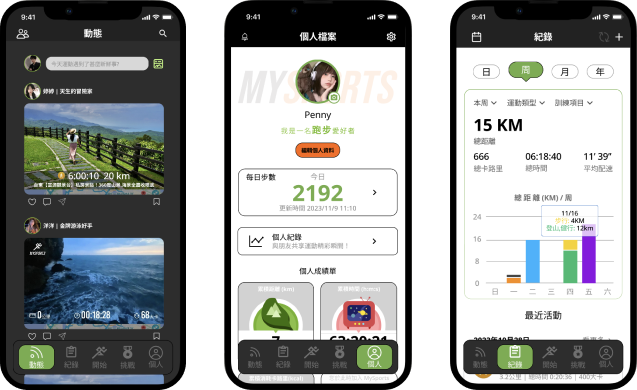 9:41
動態
今天運動遇到了甚麼新鮮事?
婷婷 | 天生的冒險家
6:00:10 20 km
洋洋 | 金牌游泳好手
MYSPORTS
00:18:28
68
動態
紀錄
開始
挑戰
個人
9:41
個人檔案
MYSPORTS
Penny
我是一名跑步愛好者
編輯個人資料
每日步數
今日
2192
更新時間 2023/11/9 11:10
個人紀錄
與朋友共享運動精彩瞬間!
個人成績單
動態
紀錄
開始
挑戰
個人
9:41
紀錄
日
周
月
年
本周
運動類型
訓練項目
15 KM
總距離
666
06:18:40
11' 39"
總卡路里
總時間
平均配速
總 距 離 (KM) / 周
11/16
4KM
登山,健行: 12km
24
16
8
0
日
一
二
三
四
五
六
最近活動
動態
紀錄
開始
挑戰
個人